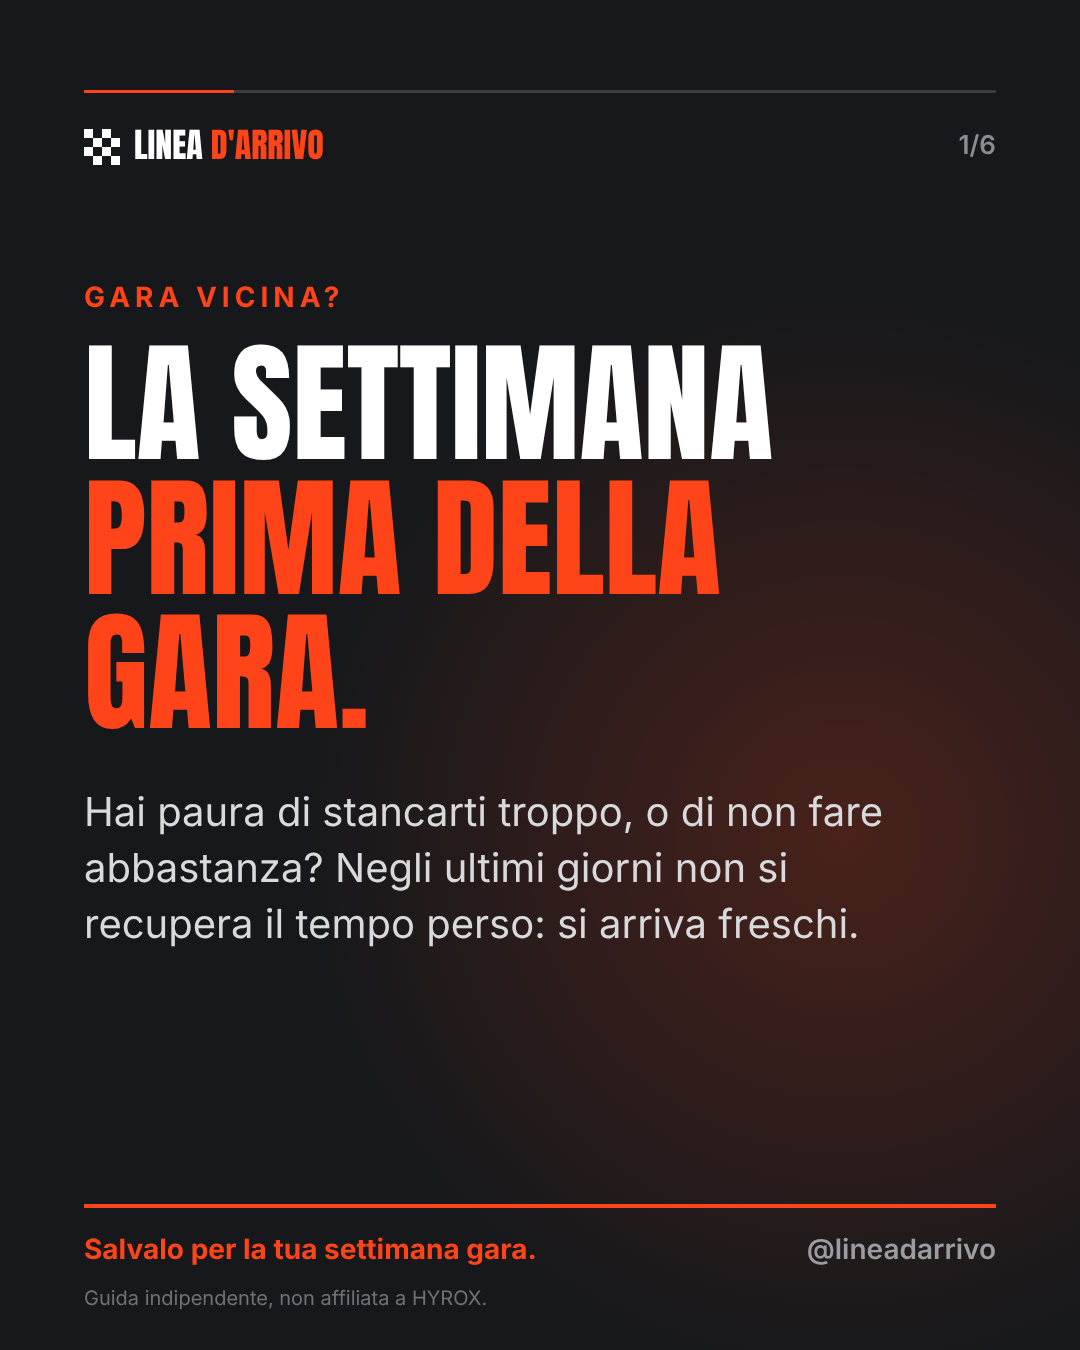 LINEA D'ARRIVO
1/6
GARA VICINA?
LA SETTIMANA
PRIMA DELLA
GARA.
Hai paura di stancarti troppo, o di non fare
abbastanza? Negli ultimi giorni non si
recupera il tempo perso: si arriva freschi.
Salvalo per la tua settimana gara.
@lineadarrivo
Guida indipendente, non affiliata a HYROX.